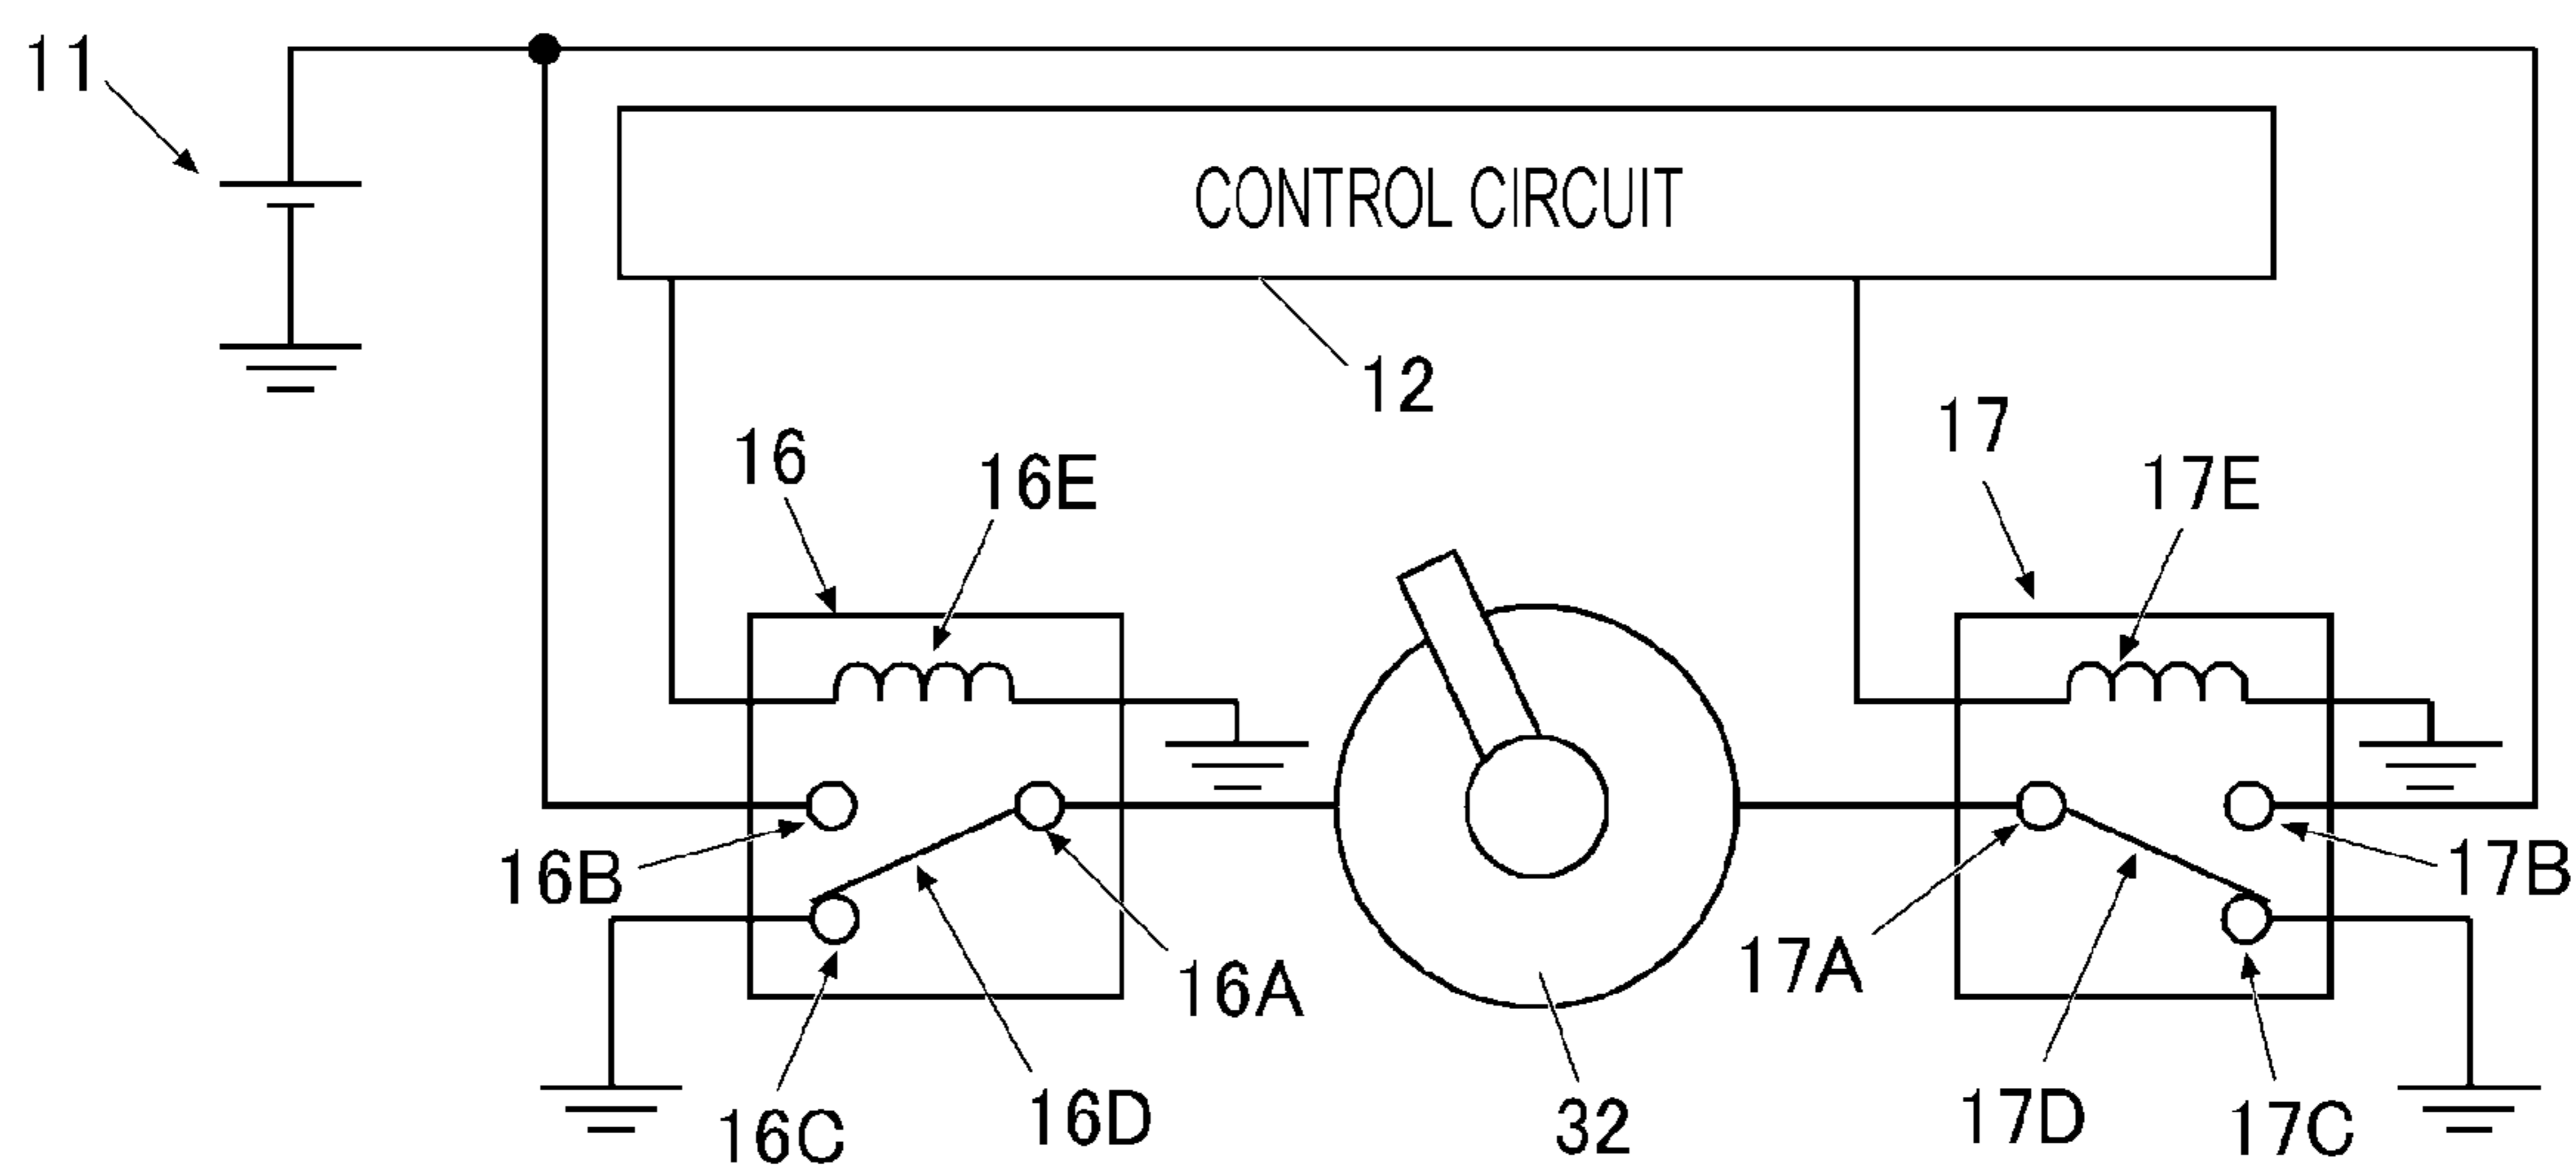 11
CONTROL CIRCUIT
12
16
16E
17
17E
16B
16A
17A
17B
16C
16D
32
17D
17C